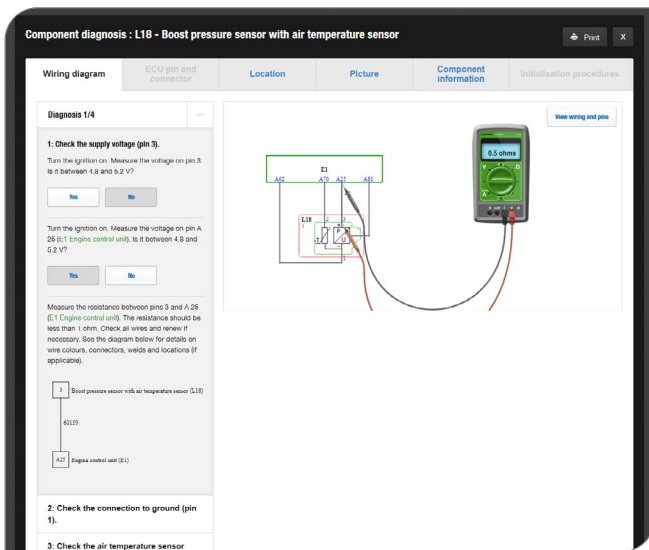 Component diagnosis : L18 - Boost pressure sensor with air temperature sensor
Print
X
Wiring diagram
ECU pin and
connector
Location
Picture
Component
information
Initialisation procedures
Diagnosis 1/4
1: Check the supply voltage (pin 3).
Turn the ignition on. Measure the voltage on pin 3
Is it between 4.8 and 5.2 V?
Yes
No
Turn the ignition on. Measure the voltage on pin A
25 (E1 Engine control unit). Is it between 4.8 and
5.2 V?
Yes
No
Measure the resistance between pins 3 and A 25
(E1 Engine control unit). The resistance should be
less than 1 ohm. Check all wires and renew if
necessary. See the diagram below for details on
wire colours, connectors, welds and locations (if
applicable).
3 Boost pressure sensor with air temperature sensor (L18)
60159
A25 Engine control unit (E1)
2: Check the connection to ground (pin
1).
3: Check the air temperature sensor
View wiring and pins
E1
A62 A70 A25 A81
L18
1
2 3
P
U
T
1
0.5 ohms
V
Ω
A